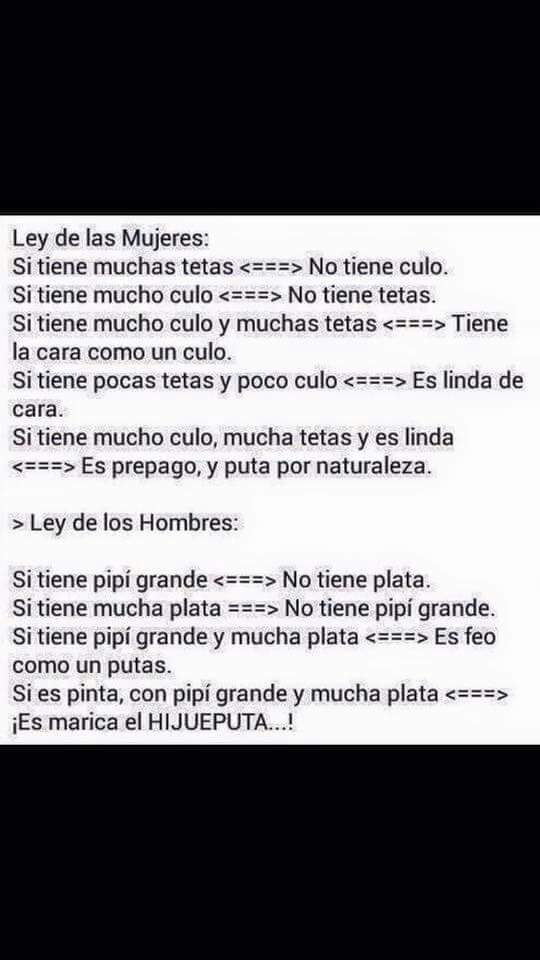 Ley de las Mujeres:
Si tiene muchas tetas <===> No tiene culo.
Si tiene mucho culo <===> No tiene tetas.
Si tiene mucho culo y muchas tetas <===> Tiene
la cara como un culo.
Si tiene pocas tetas y poco culo <===> Es linda de
cara.
Si tiene mucho culo, mucha tetas y es linda
<===> Es prepago, y puta por naturaleza.
> Ley de los Hombres:
Si tiene pipí grande <===> No tiene plata.
Si tiene mucha plata ===> No tiene pipí grande.
Si tiene pipí grande y mucha plata <===> Es feo
como un putas.
Si es pinta, con pipí grande y mucha plata <===>
¡Es marica el HIJUEPUTA...!